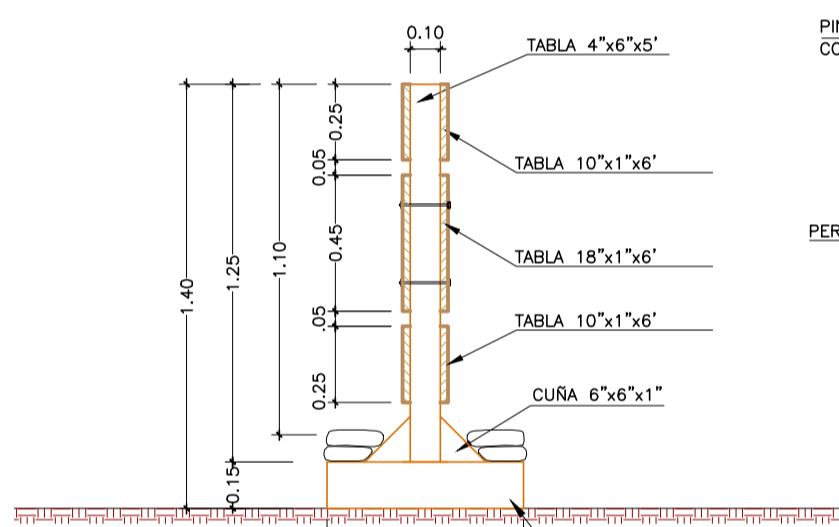 0.10
TABLA 4"x6"x5'
PI
CO
0.25
TABLA 10"x1"x6'
0.05
0.45
TABLA 18"x1"x6'
PER
1.10
1.25
1.40
.05
TABLA 10"x1"x6'
0.25
CUÑA 6"x6"x1"
0.15